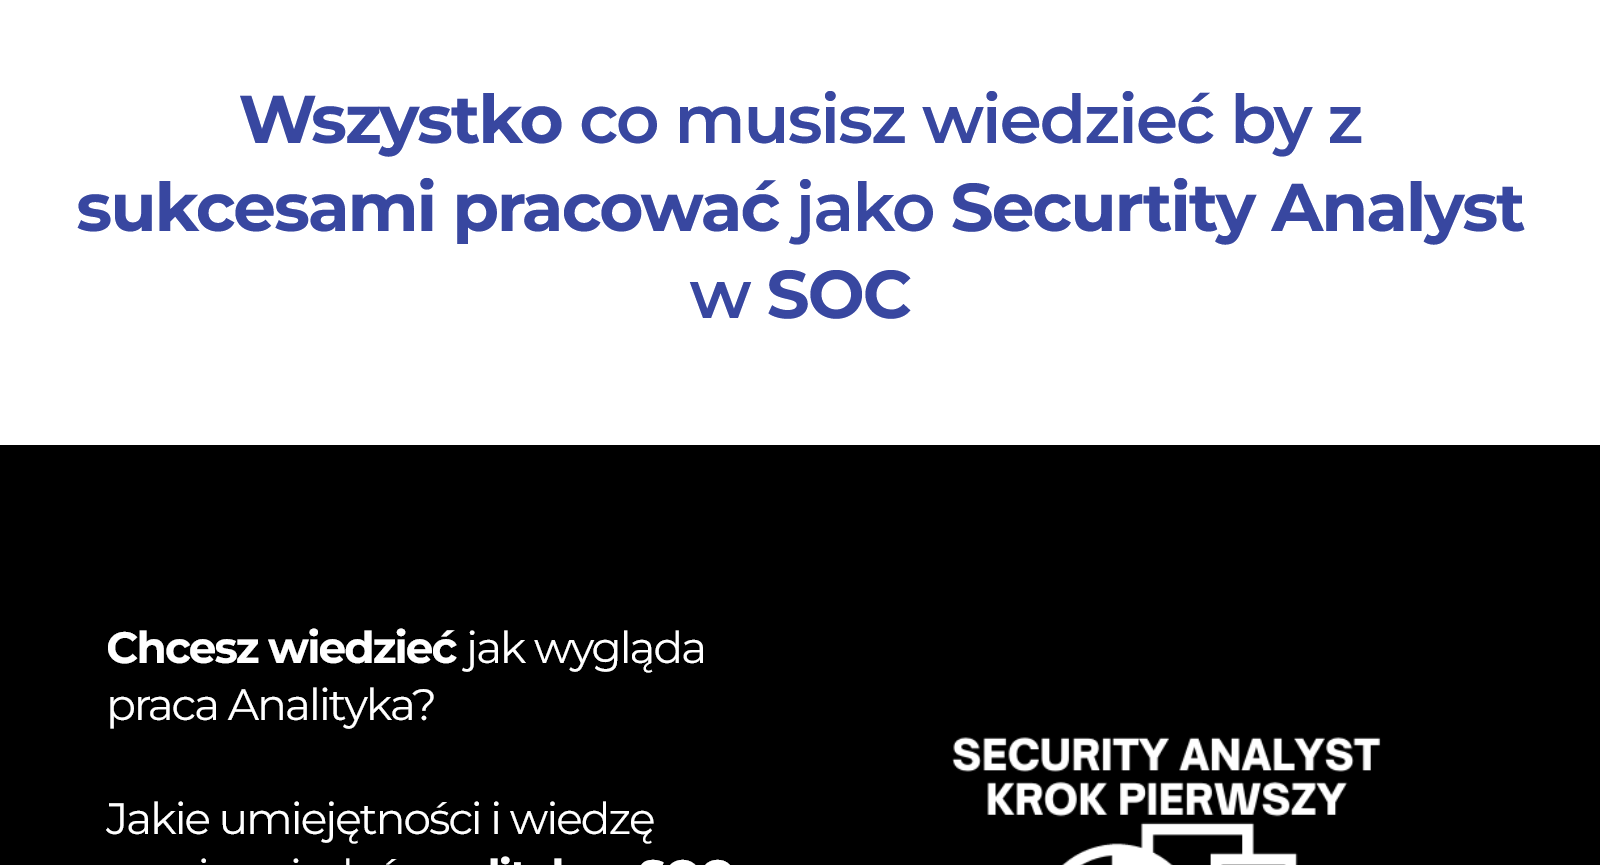 Wszystko co musisz wiedzieć by z
sukcesami pracować jako Securtity Analyst
w SOC
Chcesz wiedzieć jak wygląda
praca Analityka?
Jakie umiejętności i wiedzę
SECURITY ANALYST
KROK PIERWSZY